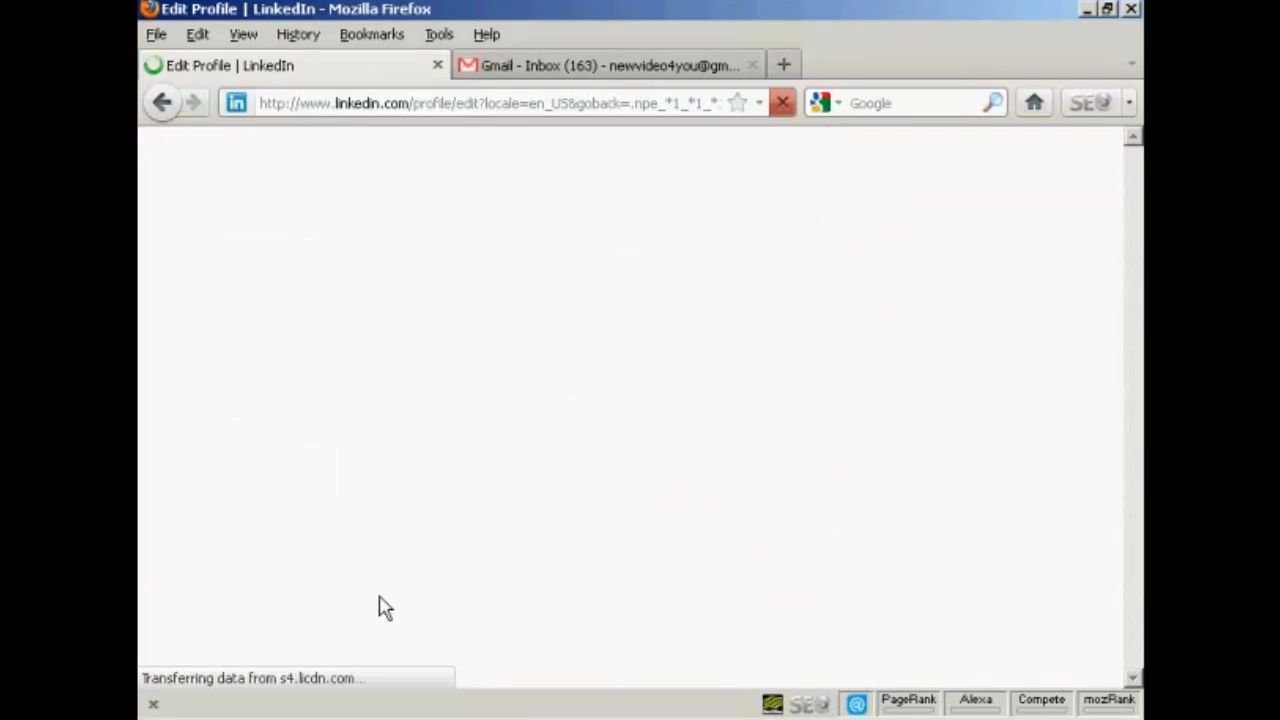 Edit Profile | LinkedIn - Mozilla Firefox
File Edit View History Bookmarks Tools Help
Edit Profile | LinkedIn
Gmail - Inbox (163) - newvideo4you@gm...
http://www.linkedin.com/profile/edit?locale=en_US&goback=.npe_*1_*1_*:
Google
SEO
Transferring data from s4.licdn.com...
SEO
@
PageRank
Alexa
Compete
mozRank